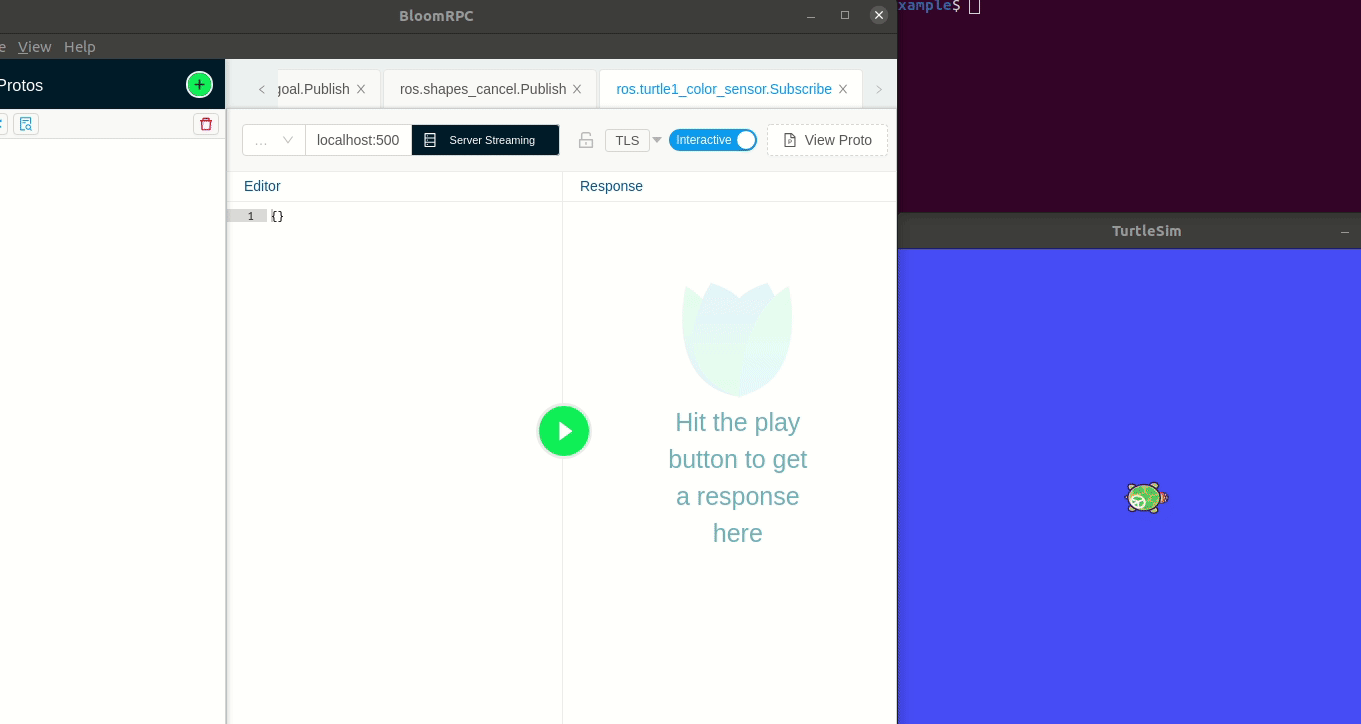 BloomRPC
xample$
e View Help
Protos
goal.Publish
ros.shapes_cancel.Publish
ros.turtle1_color_sensor.Subscribe
...
localhost:500
Server Streaming
TLS
Interactive
View Proto
Editor
Response
1 {}
Hit the play
button to get
a response
here
TurtleSim